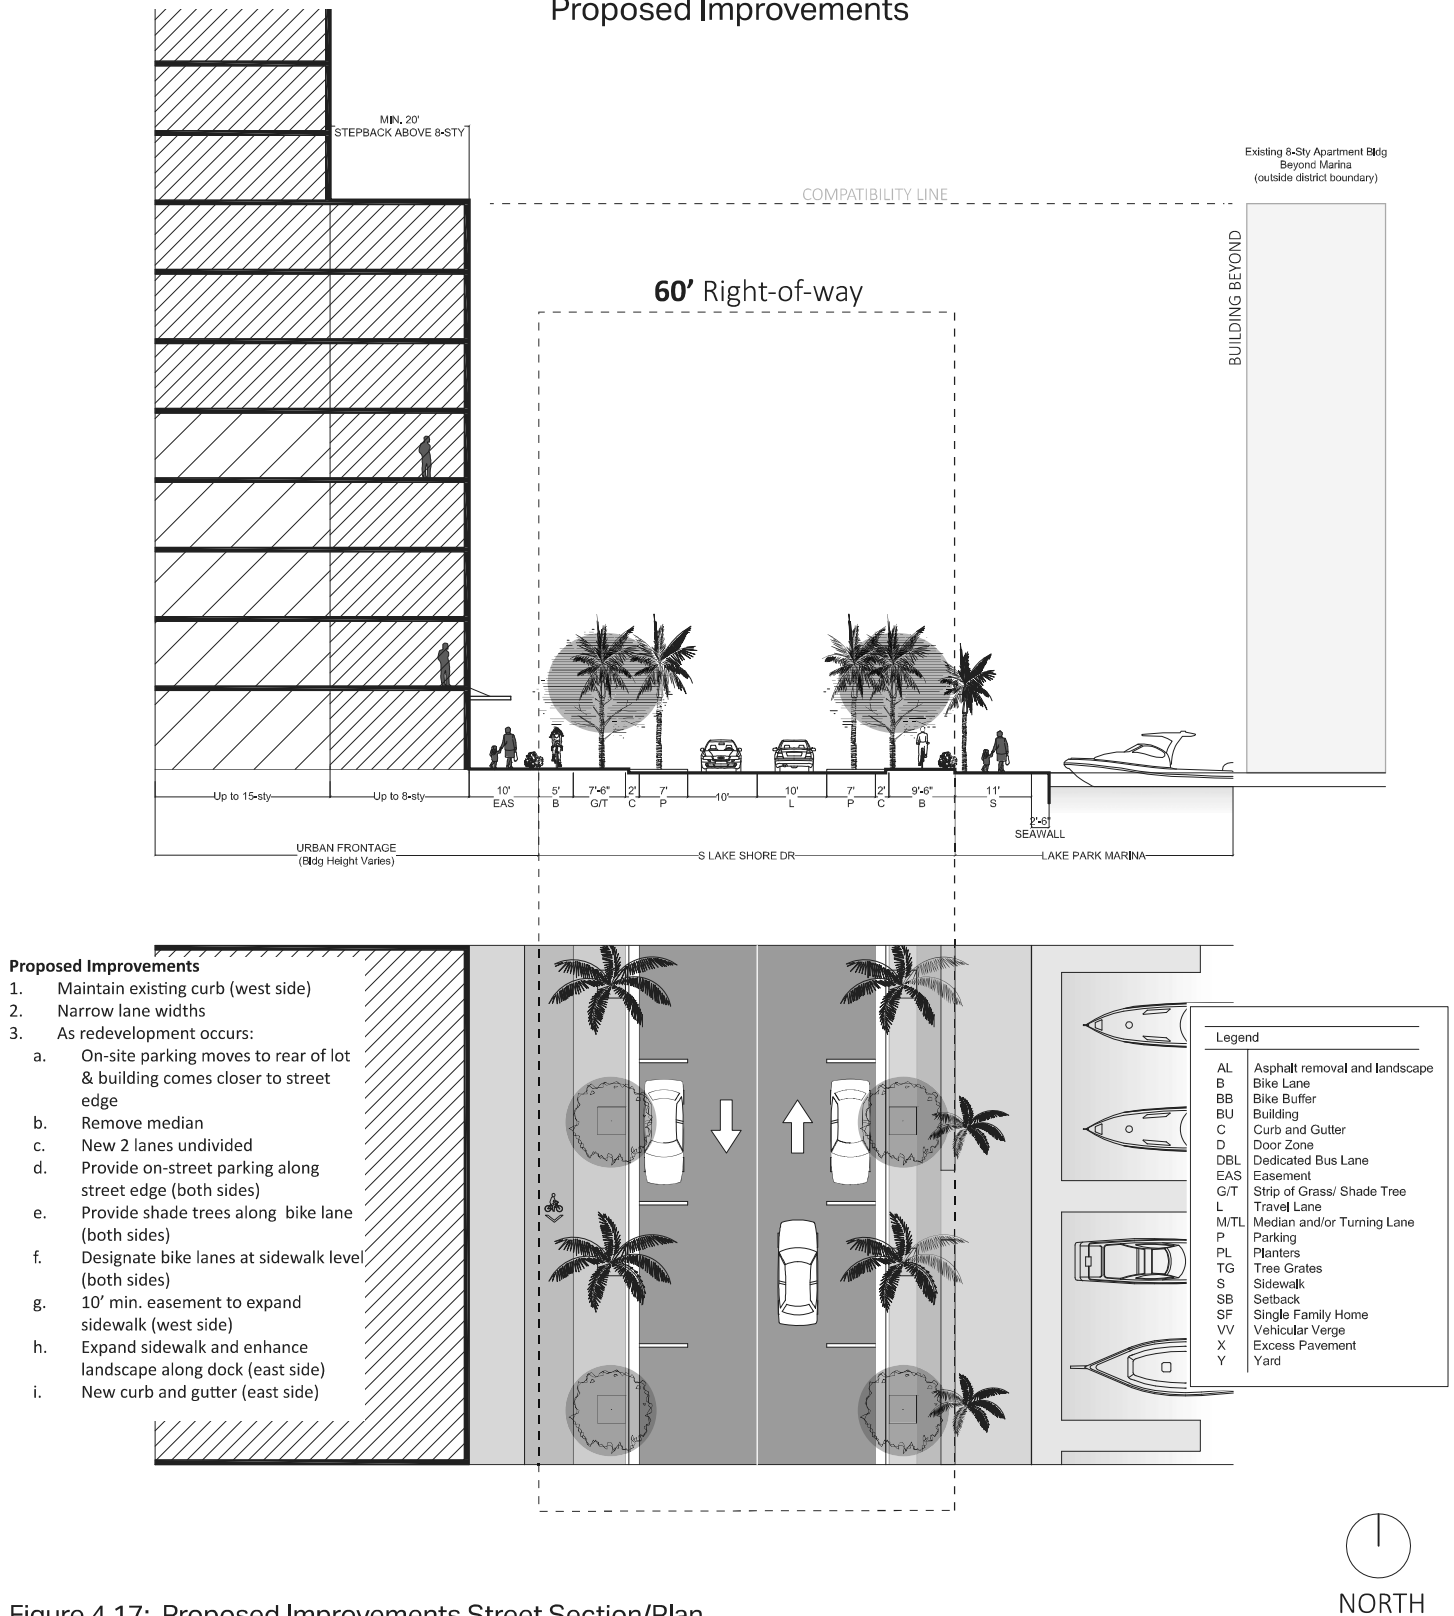 Proposed Improvements
MIN. 20'
STEPBACK ABOVE 8-STY
Existing 8-Sty Apartment Bldg
Beyond Marina
(outside district boundary)
COMPATIBILITY LINE
BUILDING BEYOND
60' Right-of-way
Up to 15-sty
Up to 8-sty
10'
EAS
5'
B
7'-6"
G/T
2'
C
7'
P
10'
10'
L
7'
P
2'
C
9'-6"
B
11'
S
2'-6"
SEAWALL
URBAN FRONTAGE
(Bldg Height Varies)
S LAKE SHORE DR
LAKE PARK MARINA
Proposed Improvements
1. Maintain existing curb (west side)
2. Narrow lane widths
3. As redevelopment occurs:
a. On-site parking moves to rear of lot
& building comes closer to street
edge
b. Remove median
c. New 2 lanes undivided
d. Provide on-street parking along
street edge (both sides)
e. Provide shade trees along bike lane
(both sides)
f. Designate bike lanes at sidewalk level
(both sides)
g. 10' min. easement to expand
sidewalk (west side)
h. Expand sidewalk and enhance
landscape along dock (east side)
i. New curb and gutter (east side)
Legend
AL Asphalt removal and landscape
B Bike Lane
BB Bike Buffer
BU Building
C Curb and Gutter
D Door Zone
DBL Dedicated Bus Lane
EAS Easement
G/T Strip of Grass/ Shade Tree
L Travel Lane
M/TL Median and/or Turning Lane
P Parking
PL Planters
TG Tree Grates
S Sidewalk
SB Setback
SF Single Family Home
VV Vehicular Verge
X Excess Pavement
Y Yard
NORTH
Figure 4.17: Proposed Improvements Street Section/Plan